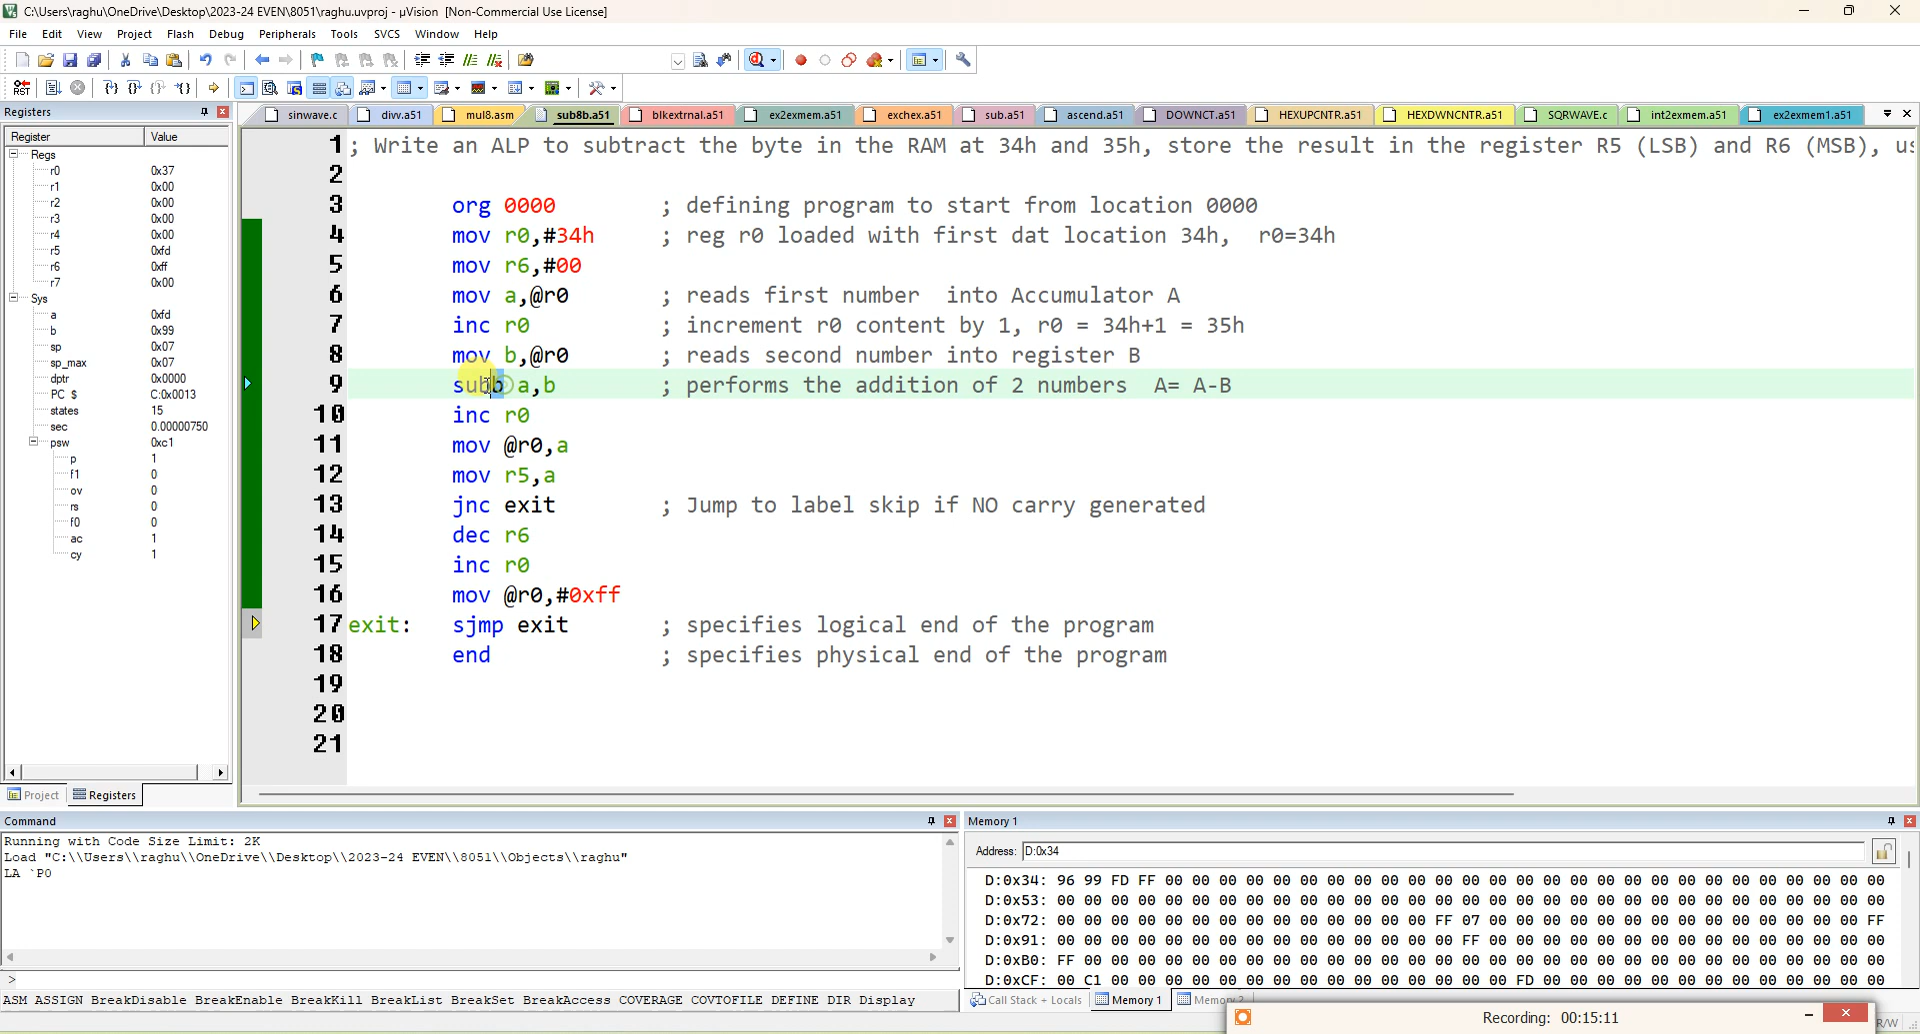 C:\Users\raghu\OneDrive\Desktop\2023-24 EVEN\8051\raghu.uvproj - µVision [Non-Commercial Use License]
File Edit View Project Flash Debug Peripherals Tools SVCS Window Help
Registers
sinwave.c divv.a51 mul8.asm sub8b.a51 blkextrnal.a51 ex2exmem.a51 exchex.a51 sub.a51 ascend.a51 DOWNCT.a51 HEXUPCNTR.a51 HEXDWNCNTR.a51 SQRWAVE.c int2exmem.a51 ex2exmem1.a51
Register Value
Regs
r0 0x37
r1 0x00
r2 0x00
r3 0x00
r4 0x00
r5 0xfd
r6 0xff
r7 0x00
Sys
a 0xfd
b 0x99
sp 0x07
sp_max 0x07
dptr 0x0000
PC $ C:0x0013
states 15
sec 0.00000750
psw 0xc1
p 1
f1 0
ov 0
rs 0
f0 0
ac 1
cy 1
Project Registers
1 ; Write an ALP to subtract the byte in the RAM at 34h and 35h, store the result in the register R5 (LSB) and R6 (MSB), us
2
3 org 0000 ; defining program to start from location 0000
4 mov r0,#34h ; reg r0 loaded with first dat location 34h, r0=34h
5 mov r6,#00
6 mov a,@r0 ; reads first number into Accumulator A
7 inc r0 ; increment r0 content by 1, r0 = 34h+1 = 35h
8 mov b,@r0 ; reads second number into register B
9 subb a,b ; performs the addition of 2 numbers A= A-B
10 inc r0
11 mov @r0,a
12 mov r5,a
13 jnc exit ; Jump to label skip if NO carry generated
14 dec r6
15 inc r0
16 mov @r0,#0xff
17 exit: sjmp exit ; specifies logical end of the program
18 end ; specifies physical end of the program
19
20
21
Command
Running with Code Size Limit: 2K
Load "C:\\Users\\raghu\\OneDrive\\Desktop\\2023-24 EVEN\\8051\\Objects\\raghu"
LA `P0
>
ASM ASSIGN BreakDisable BreakEnable BreakKill BreakList BreakSet BreakAccess COVERAGE COVTOFILE DEFINE DIR Display
Memory 1
Address: D:0x34
D:0x34: 96 99 FD FF 00 00 00 00 00 00 00 00 00 00 00 00 00 00 00 00 00 00 00 00 00 00 00 00 00 00 00
D:0x53: 00 00 00 00 00 00 00 00 00 00 00 00 00 00 00 00 00 00 00 00 00 00 00 00 00 00 00 00 00 00 00
D:0x72: 00 00 00 00 00 00 00 00 00 00 00 00 00 00 FF 07 00 00 00 00 00 00 00 00 00 00 00 00 00 00 FF
D:0x91: 00 00 00 00 00 00 00 00 00 00 00 00 00 00 00 FF 00 00 00 00 00 00 00 00 00 00 00 00 00 00 00
D:0xB0: FF 00 00 00 00 00 00 00 00 00 00 00 00 00 00 00 00 00 00 00 00 00 00 00 00 00 00 00 00 00 00
D:0xCF: 00 C1 00 00 00 00 00 00 00 00 00 00 00 00 00 00 00 FD 00 00 00 00 00 00 00 00 00 00 00 00 00
Call Stack + Locals Memory 1
Recording: 00:15:11
R/W